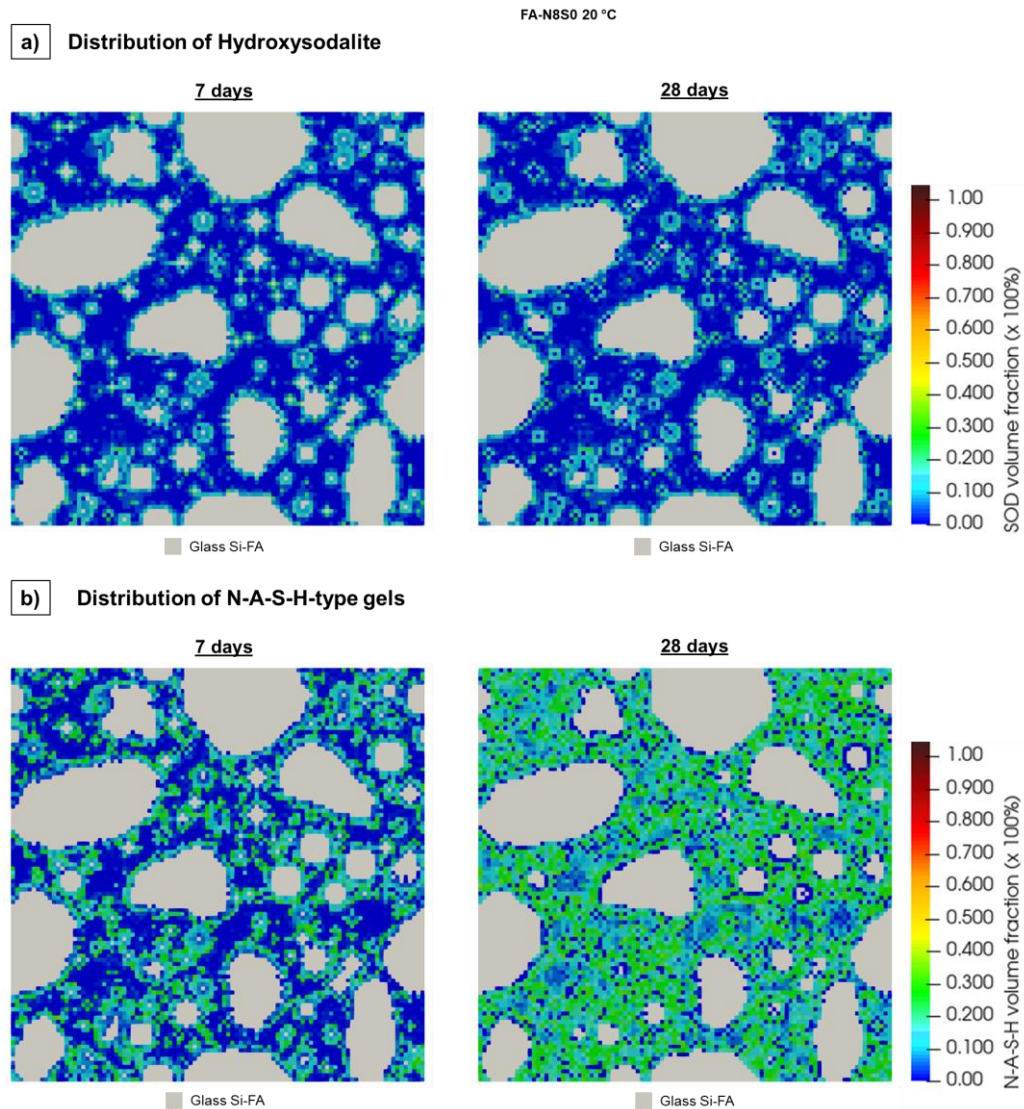 FA-N8S0 20 °C
a) Distribution of Hydroxysodalite
7 days
28 days
1.00
0.900
0.800
0.700
0.600
0.500
0.400
0.300
0.200
0.100
0.00
SOD volume fraction (x 100%)
Glass Si-FA
Glass Si-FA
b) Distribution of N-A-S-H-type gels
7 days
28 days
1.00
0.900
0.800
0.700
0.600
0.500
0.400
0.300
0.200
0.100
0.00
N-A-S-H volume fraction (x 100%)
Glass Si-FA
Glass Si-FA